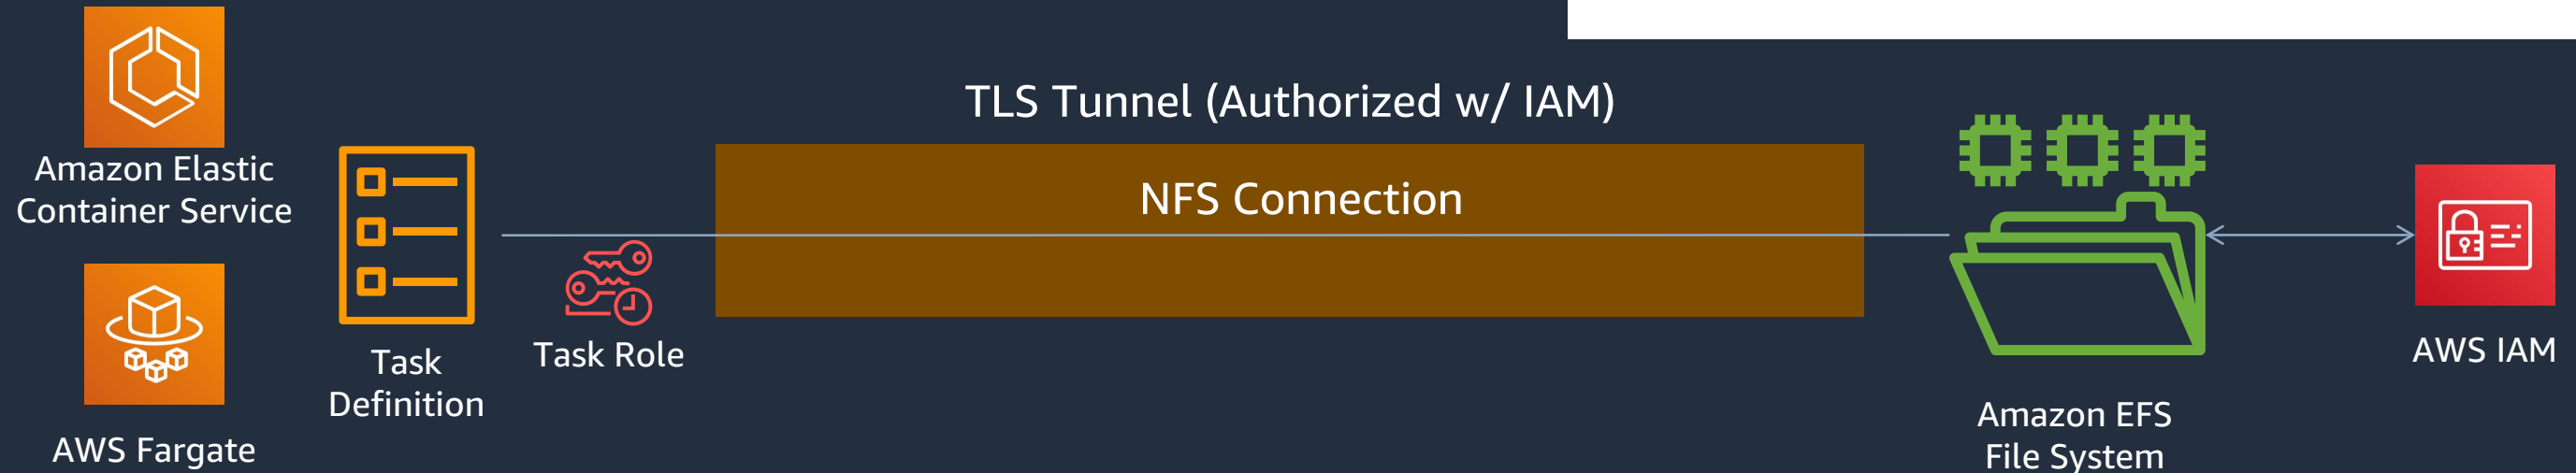 Amazon Elastic
Container Service
AWS Fargate
Task
Definition
Task Role
TLS Tunnel (Authorized w/ IAM)
NFS Connection
Amazon EFS
File System
AWS IAM